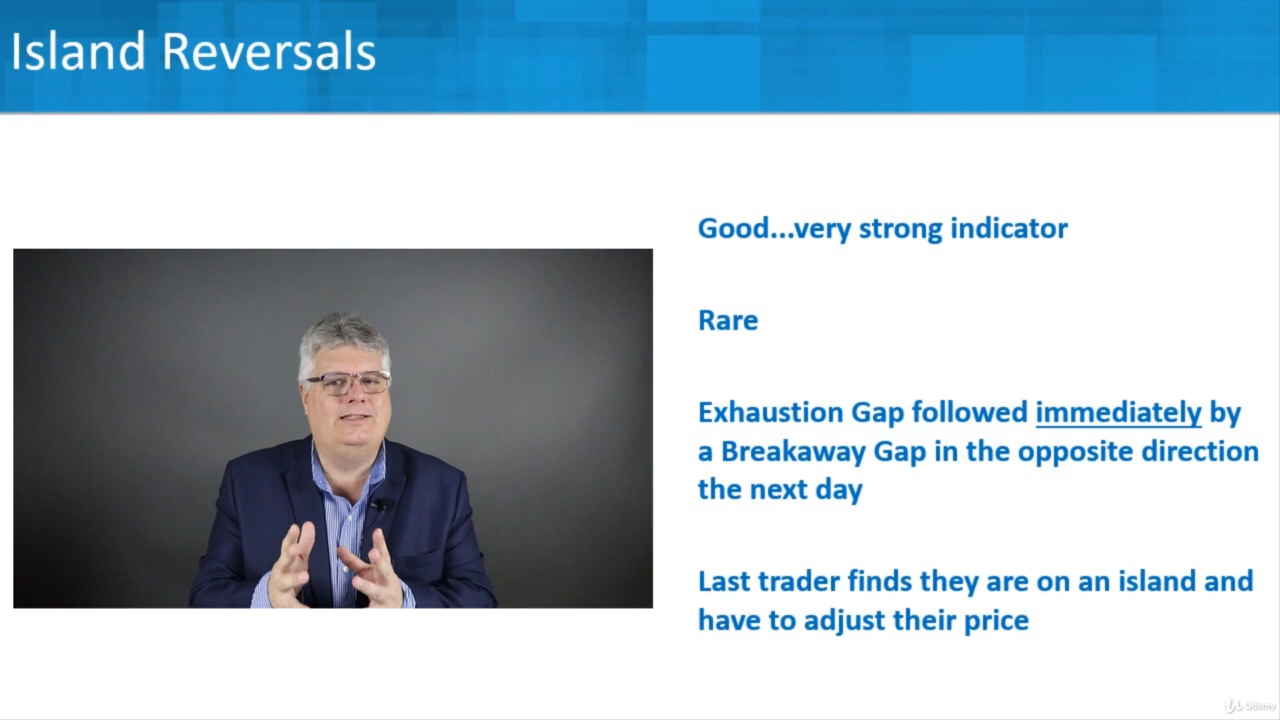 Island Reversals
Good...very strong indicator
Rare
Exhaustion Gap followed immediately by
a Breakaway Gap in the opposite direction
the next day
Last trader finds they are on an island and
have to adjust their price
Udemy